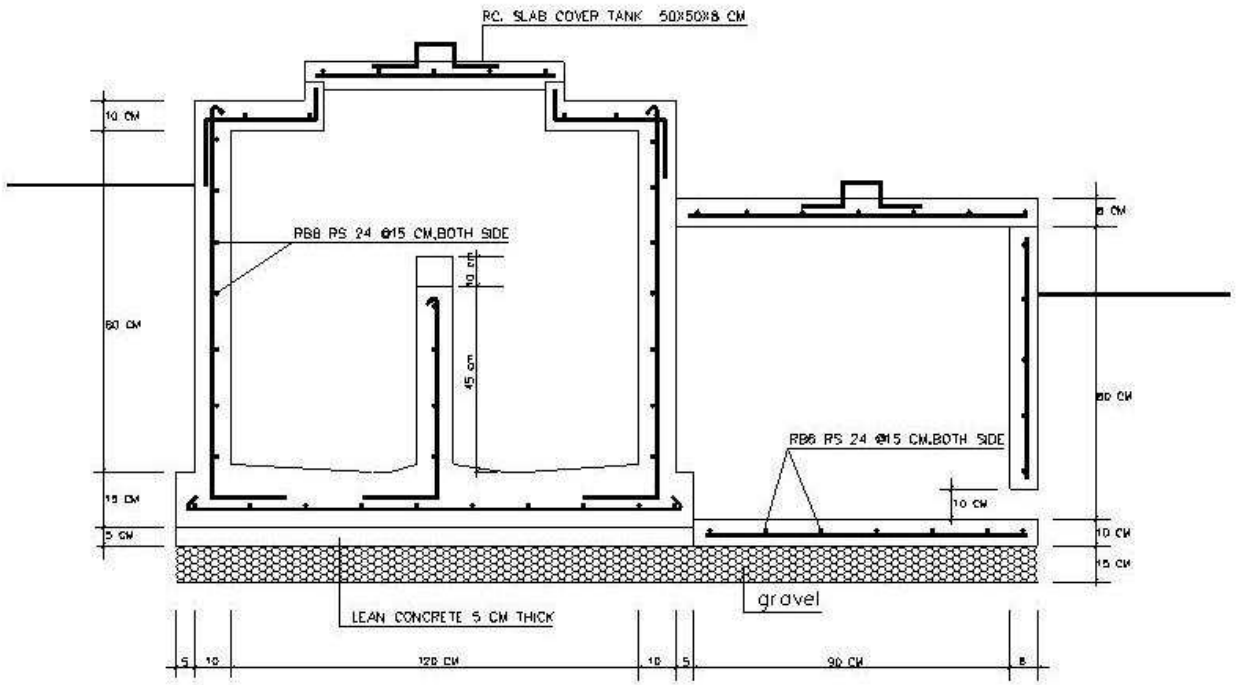 RC. SLAB COVER TANK 50X50X8 CM
10 CM
8 CM
RB6 RS 24 @15 CM.BOTH SIDE
10 cm
45 cm
80 CM
80 CM
RB6 RS 24 @15 CM.BOTH SIDE
10 CM
15 CM
5 CM
10 CM
15 CM
gravel
LEAN CONCRETE 5 CM THICK
5 10 120 CM 10 5 90 CM 8